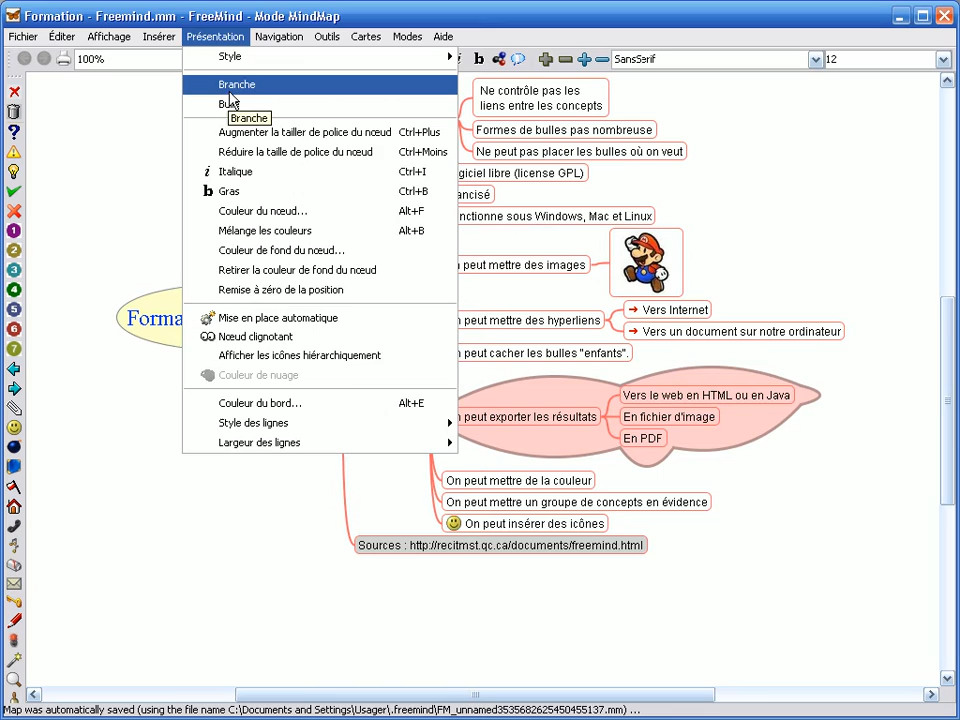 Formation - Freemind.mm - FreeMind - Mode MindMap
Fichier Éditer Affichage Insérer Présentation Navigation Outils Cartes Modes Aide
100% b SansSerif 12
Style
Branche
Branche
Augmenter la tailler de police du nœud Ctrl+Plus
Réduire la taille de police du nœud Ctrl+Moins
i Italique Ctrl+I
b Gras Ctrl+B
Couleur du nœud... Alt+F
Mélange les couleurs Alt+B
Couleur de fond du nœud...
Retirer la couleur de fond du nœud
Remise à zéro de la position
Mise en place automatique
Nœud clignotant
Afficher les icônes hiérarchiquement
Couleur de nuage
Couleur du bord... Alt+E
Style des lignes
Largeur des lignes
Forma
Ne contrôle pas les
liens entre les concepts
Formes de bulles pas nombreuse
Ne peut pas placer les bulles où on veut
giciel libre (license GPL)
ancisé
nctionne sous Windows, Mac et Linux
peut mettre des images
peut mettre des hyperliens
Vers Internet
Vers un document sur notre ordinateur
peut cacher les bulles "enfants".
peut exporter les résultats
Vers le web en HTML ou en Java
En fichier d'image
En PDF
On peut mettre de la couleur
On peut mettre un groupe de concepts en évidence
On peut insérer des icônes
Sources : http://recitmst.qc.ca/documents/freemind.html
1
2
3
4
5
6
7
Map was automatically saved (using the file name C:\Documents and Settings\Usager\.freemind\FM_unnamed3535682625450455137.mm) ...